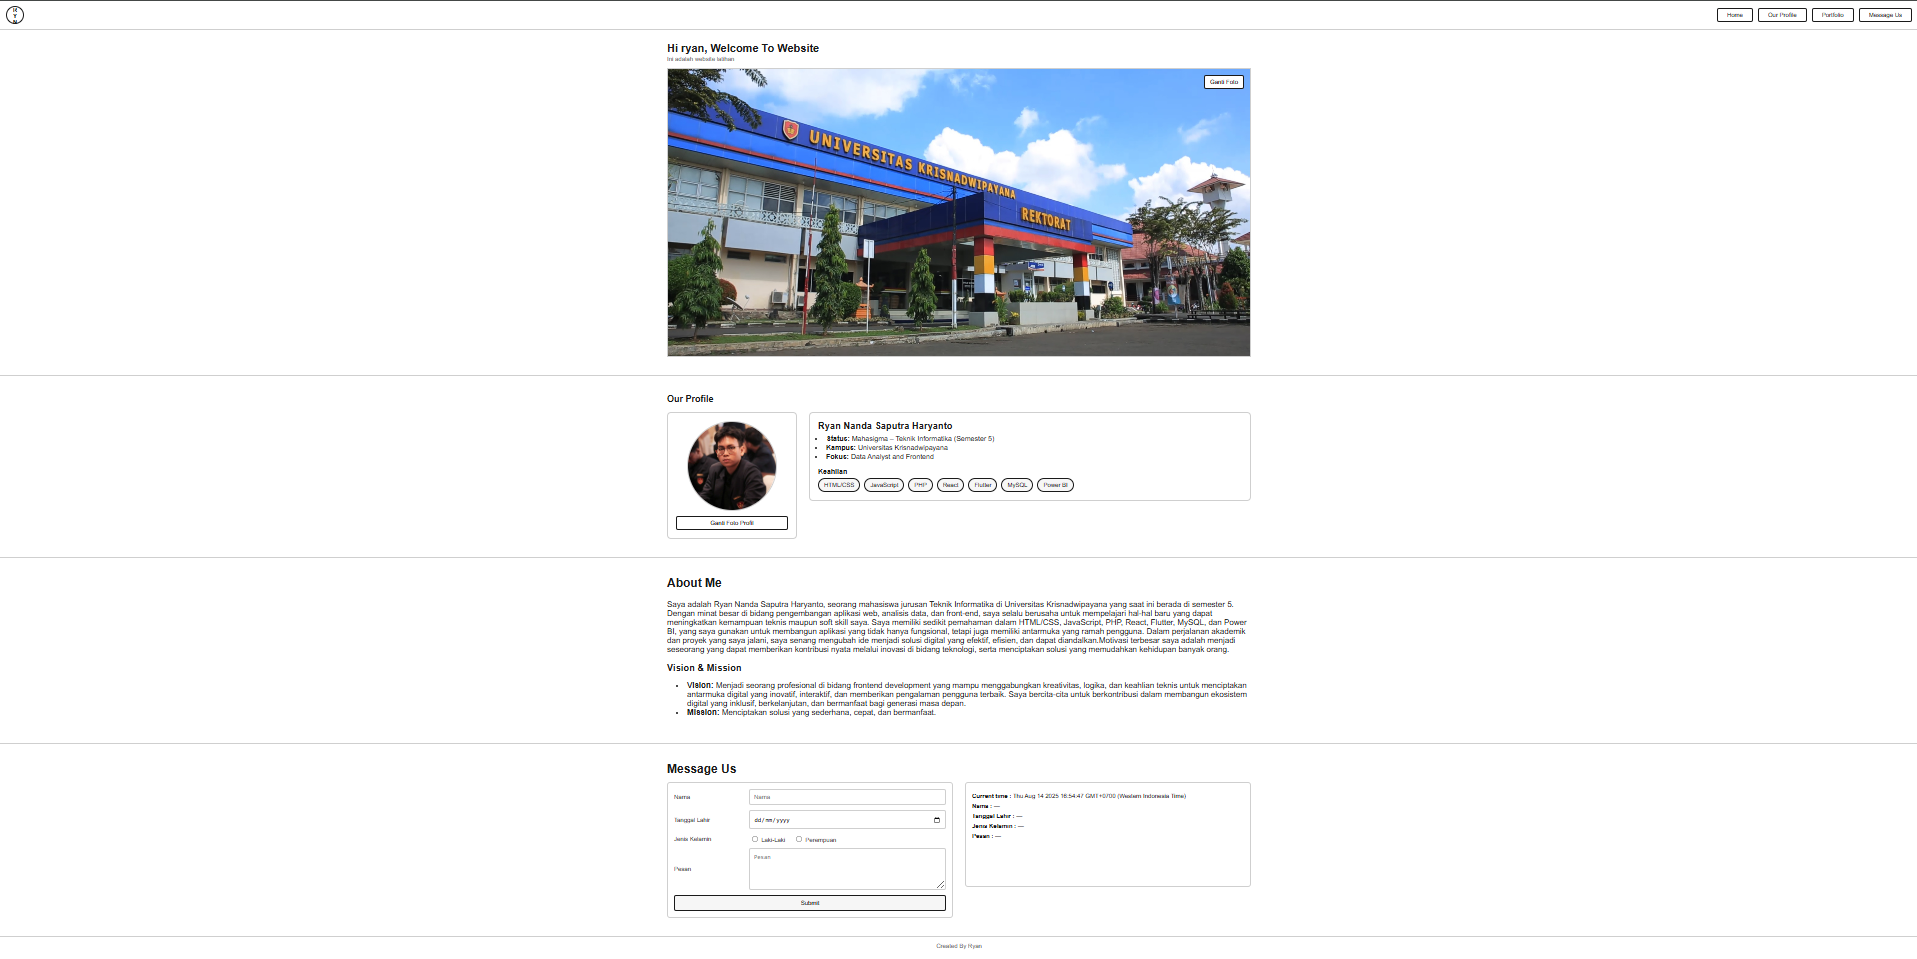 R
Y
N
Home
Our Profile
Portfolio
Message Us
Hi ryan, Welcome To Website
Ini adalah website latihan
Ganti Foto
UNIVERSITAS KRISNADWIPAYANA
REKTORAT
Our Profile
Ganti Foto Profil
Ryan Nanda Saputra Haryanto
Status: Mahasigma – Teknik Informatika (Semester 5)
Kampus: Universitas Krisnadwipayana
Fokus: Data Analyst and Frontend
Keahlian
HTML/CSS
JavaScript
PHP
React
Flutter
MySQL
Power BI
About Me
Saya adalah Ryan Nanda Saputra Haryanto, seorang mahasiswa jurusan Teknik Informatika di Universitas Krisnadwipayana yang saat ini berada di semester 5.
Dengan minat besar di bidang pengembangan aplikasi web, analisis data, dan front-end, saya selalu berusaha untuk mempelajari hal-hal baru yang dapat
meningkatkan kemampuan teknis maupun soft skill saya. Saya memiliki sedikit pemahaman dalam HTML/CSS, JavaScript, PHP, React, Flutter, MySQL, dan Power
BI, yang saya gunakan untuk membangun aplikasi yang tidak hanya fungsional, tetapi juga memiliki antarmuka yang ramah pengguna. Dalam perjalanan akademik
dan proyek yang saya jalani, saya senang mengubah ide menjadi solusi digital yang efektif, efisien, dan dapat diandalkan.Motivasi terbesar saya adalah menjadi
seseorang yang dapat memberikan kontribusi nyata melalui inovasi di bidang teknologi, serta menciptakan solusi yang memudahkan kehidupan banyak orang.
Vision & Mission
Vision: Menjadi seorang profesional di bidang frontend development yang mampu menggabungkan kreativitas, logika, dan keahlian teknis untuk menciptakan
antarmuka digital yang inovatif, interaktif, dan memberikan pengalaman pengguna terbaik. Saya bercita-cita untuk berkontribusi dalam membangun ekosistem
digital yang inklusif, berkelanjutan, dan bermanfaat bagi generasi masa depan.
Mission: Menciptakan solusi yang sederhana, cepat, dan bermanfaat.
Message Us
Nama
Nama
Tanggal Lahir
dd/mm/yyyy
Jenis Kelamin
Laki-Laki
Perempuan
Pesan
Pesan
Submit
Current time : Thu Aug 14 2025 18:54:47 GMT+0700 (Western Indonesia Time)
Nama : —
Tanggal Lahir : —
Jenis Kelamin : —
Pesan : —
Created By Ryan